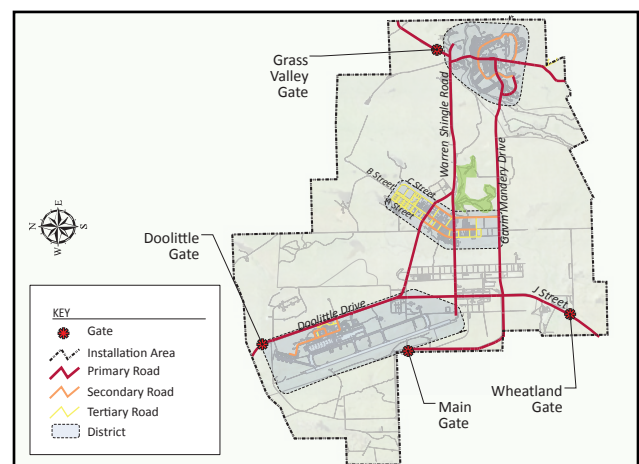 Grass
Valley
Gate
Warren Shingle Road
Gavin Mandery Drive
B Street
C Street
A Street
N
E
S
W
Doolittle
Gate
Doolittle Drive
J Street
KEY
Gate
Installation Area
Primary Road
Secondary Road
Tertiary Road
District
Main
Gate
Wheatland
Gate